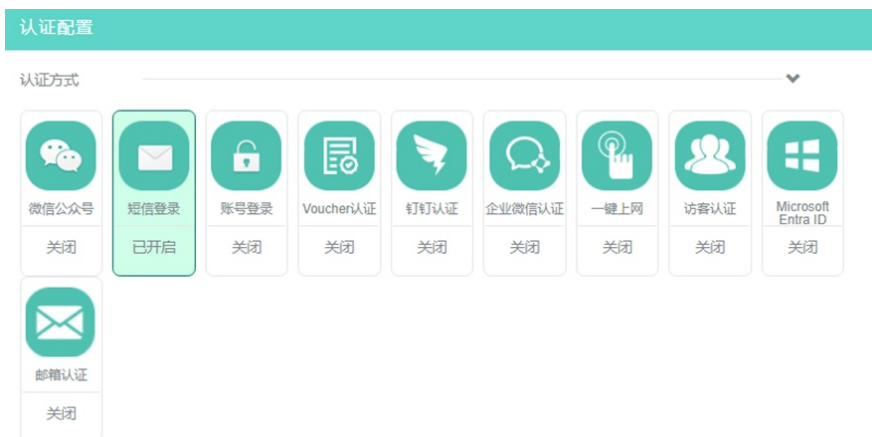 认证配置
认证方式
微信公众号 短信登录 账号登录 Voucher认证 钉钉认证 企业微信认证 一键上网 访客认证 Microsoft Entra ID
关闭 已开启 关闭 关闭 关闭 关闭 关闭 关闭 关闭
邮箱认证
关闭